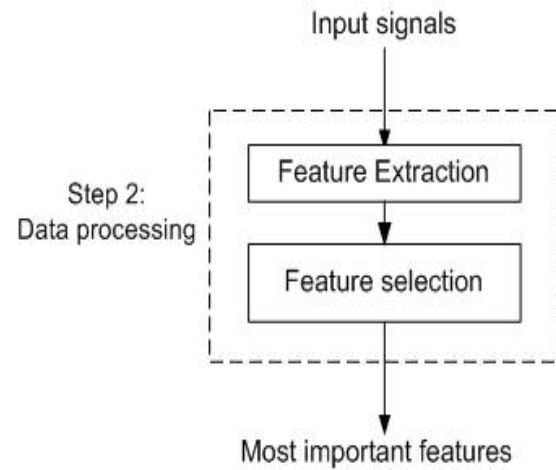 Input signals
Feature Extraction
Step 2:
Data processing
Feature selection
Most important features